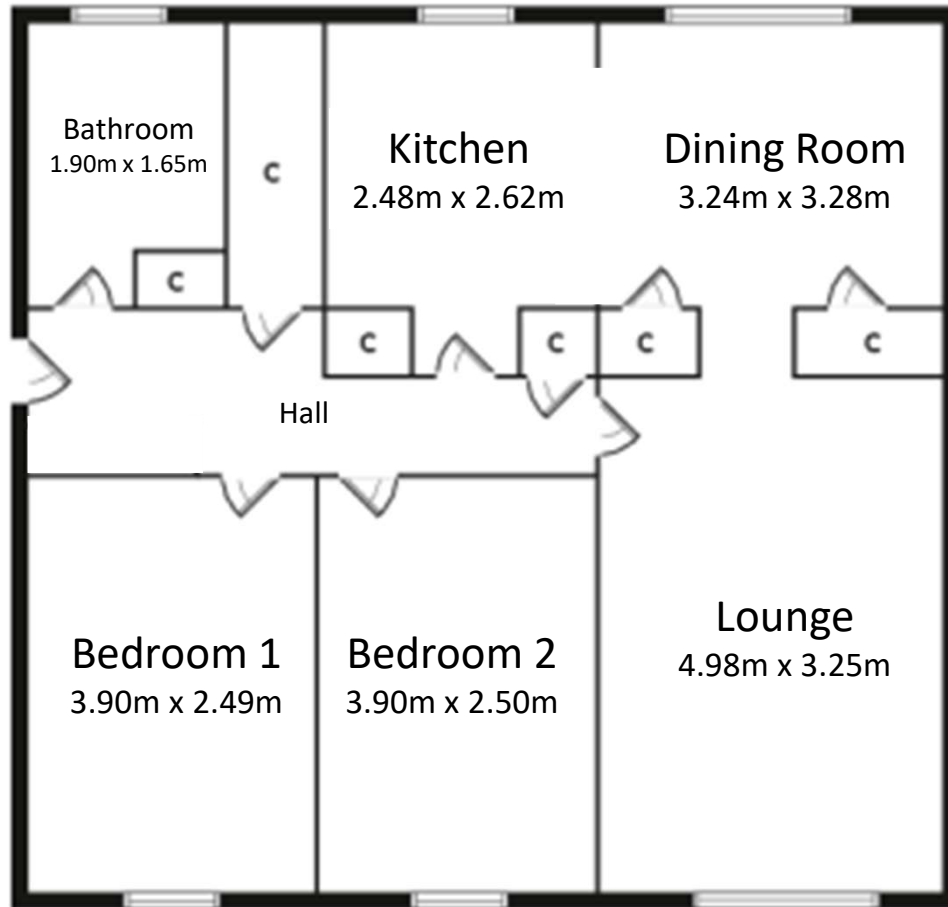 Bathroom
1.90m x 1.65m
C
C
Kitchen
2.48m x 2.62m
Dining Room
3.24m x 3.28m
C
C
C
C
Hall
Bedroom 1
3.90m x 2.49m
Bedroom 2
3.90m x 2.50m
Lounge
4.98m x 3.25m